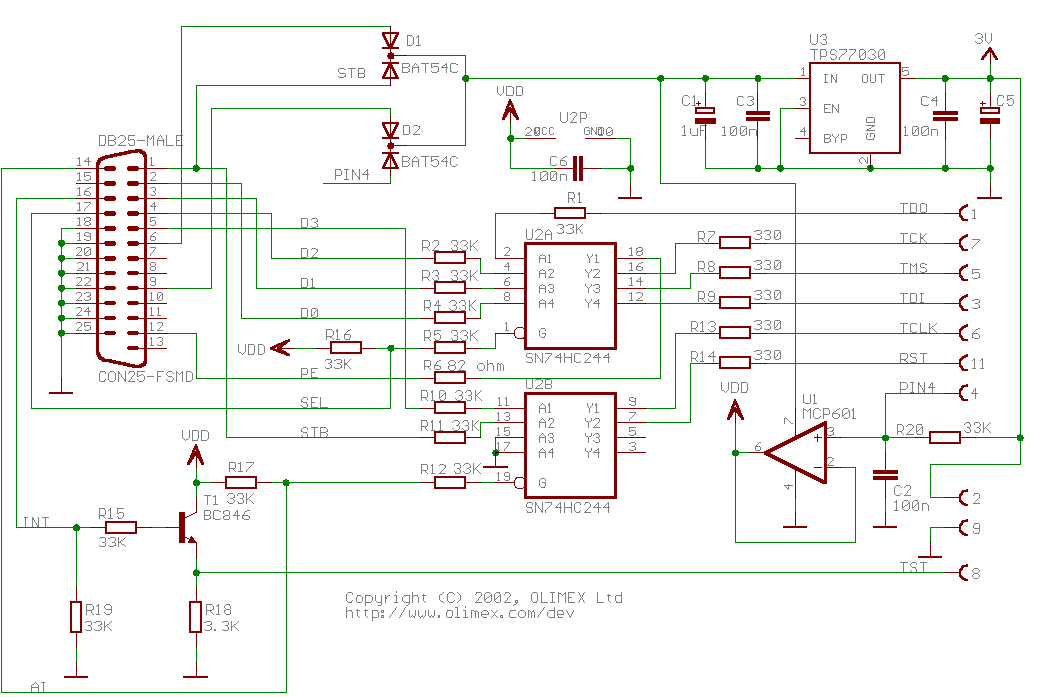 D1
BAT54C
STB
D2
BAT54C
PIN4
U3
TPS77030
3V
1 IN OUT 5
3 EN
4 BYP
GND
2
C1
+
1uF
C3
100n
C4
100n
C5
+
VDD
U2P
20 VCC GND 10
C6
100n
DB25-MALE
14 1
15 2
16 3
17 4
18 5
19 6
20 7
21 8
22 9
23 10
24 11
25 12
13
CON25-FSMD
D3
D2
D1
D0
VDD
R16
33K
PE
SEL
STB
R1
33K
R2 33K
R3 33K
R4 33K
R5 33K
R6 82 ohm
R10 33K
R11 33K
R12 33K
U2A
2 A1 Y1 18
4 A2 Y2 16
6 A3 Y3 14
8 A4 Y4 12
1 G
SN74HC244
U2B
11 A1 Y1 9
13 A2 Y2 7
15 A3 Y3 5
17 A4 Y4 3
19 G
SN74HC244
R7 330
R8 330
R9 330
R13 330
R14 330
TDO 1
TCK 7
TMS 5
TDI 3
TCLK 6
RST 11
PIN4 4
VDD
U1
MCP601
7
+ 3
6
- 2
4
R20 33K
C2
100n
2
9
TST 8
VDD
R17
33K
T1
BC846
INT
R15
33K
R19
33K
R18
3.3K
AI
Copyright (C) 2002, OLIMEX Ltd
http://www.olimex.com/dev